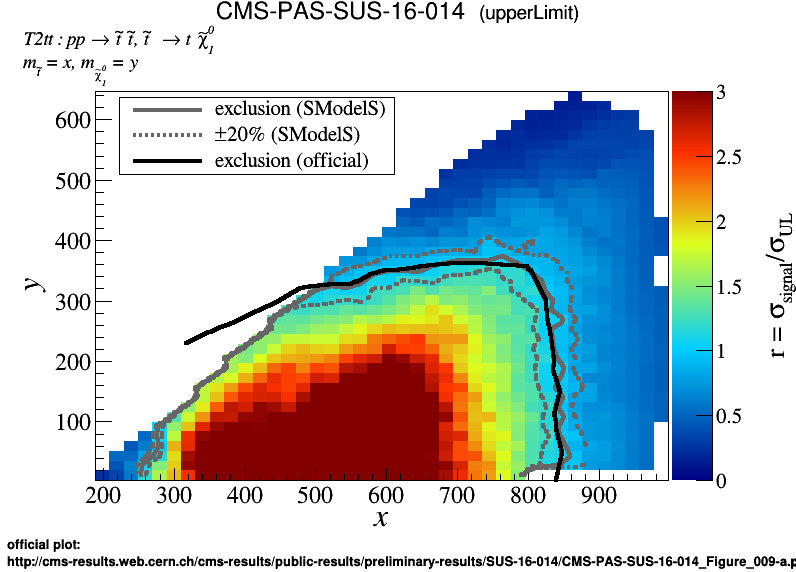 CMS-PAS-SUS-16-014 (upperLimit)
T2tt : pp → t̃ t̃, t̃ → t χ̃⁰₁
m_t̃ = x, m_χ̃⁰₁ = y
exclusion (SModelS)
±20% (SModelS)
exclusion (official)
600
500
400
300
200
100
y
200 300 400 500 600 700 800 900
x
3
2.5
2
1.5
1
0.5
0
r = σ_signal/σ_UL
official plot:
http://cms-results.web.cern.ch/cms-results/public-results/preliminary-results/SUS-16-014/CMS-PAS-SUS-16-014_Figure_009-a.p